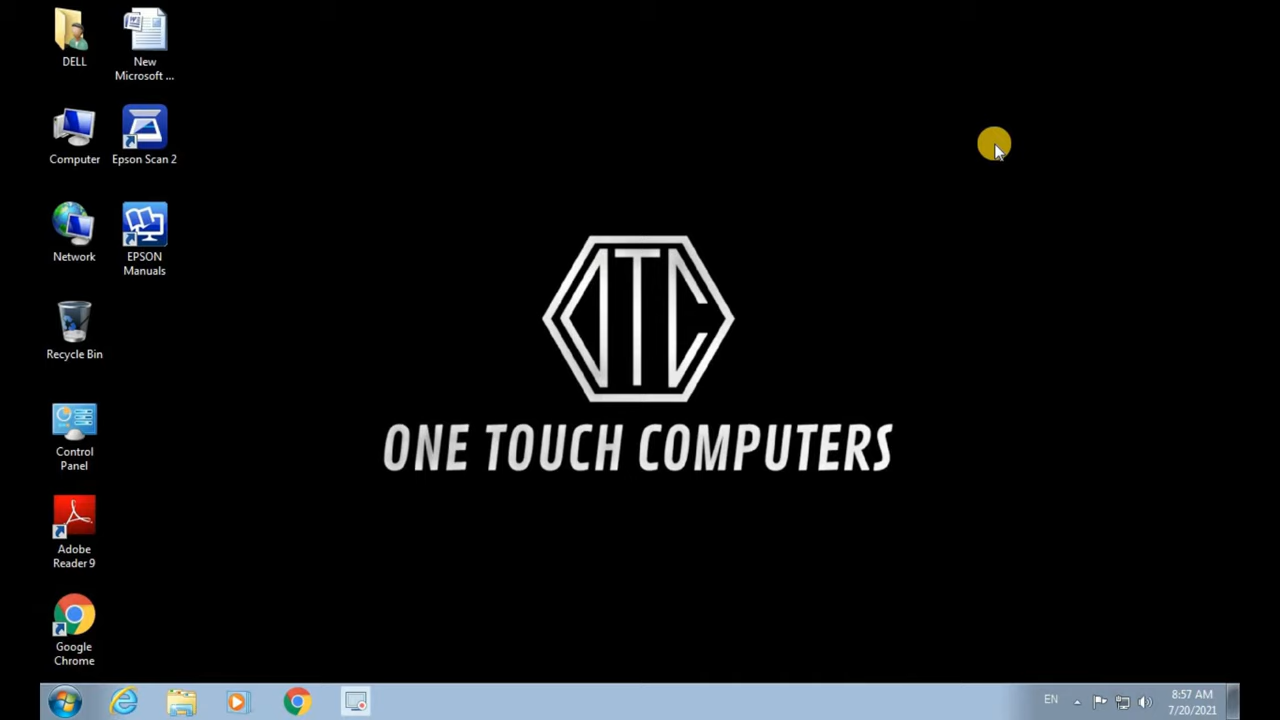 DELL
New
Microsoft ...
Computer
Epson Scan 2
Network
EPSON
Manuals
Recycle Bin
Control
Panel
Adobe
Reader 9
Google
Chrome
OTC
ONE TOUCH COMPUTERS
EN
8:57 AM
7/20/2021